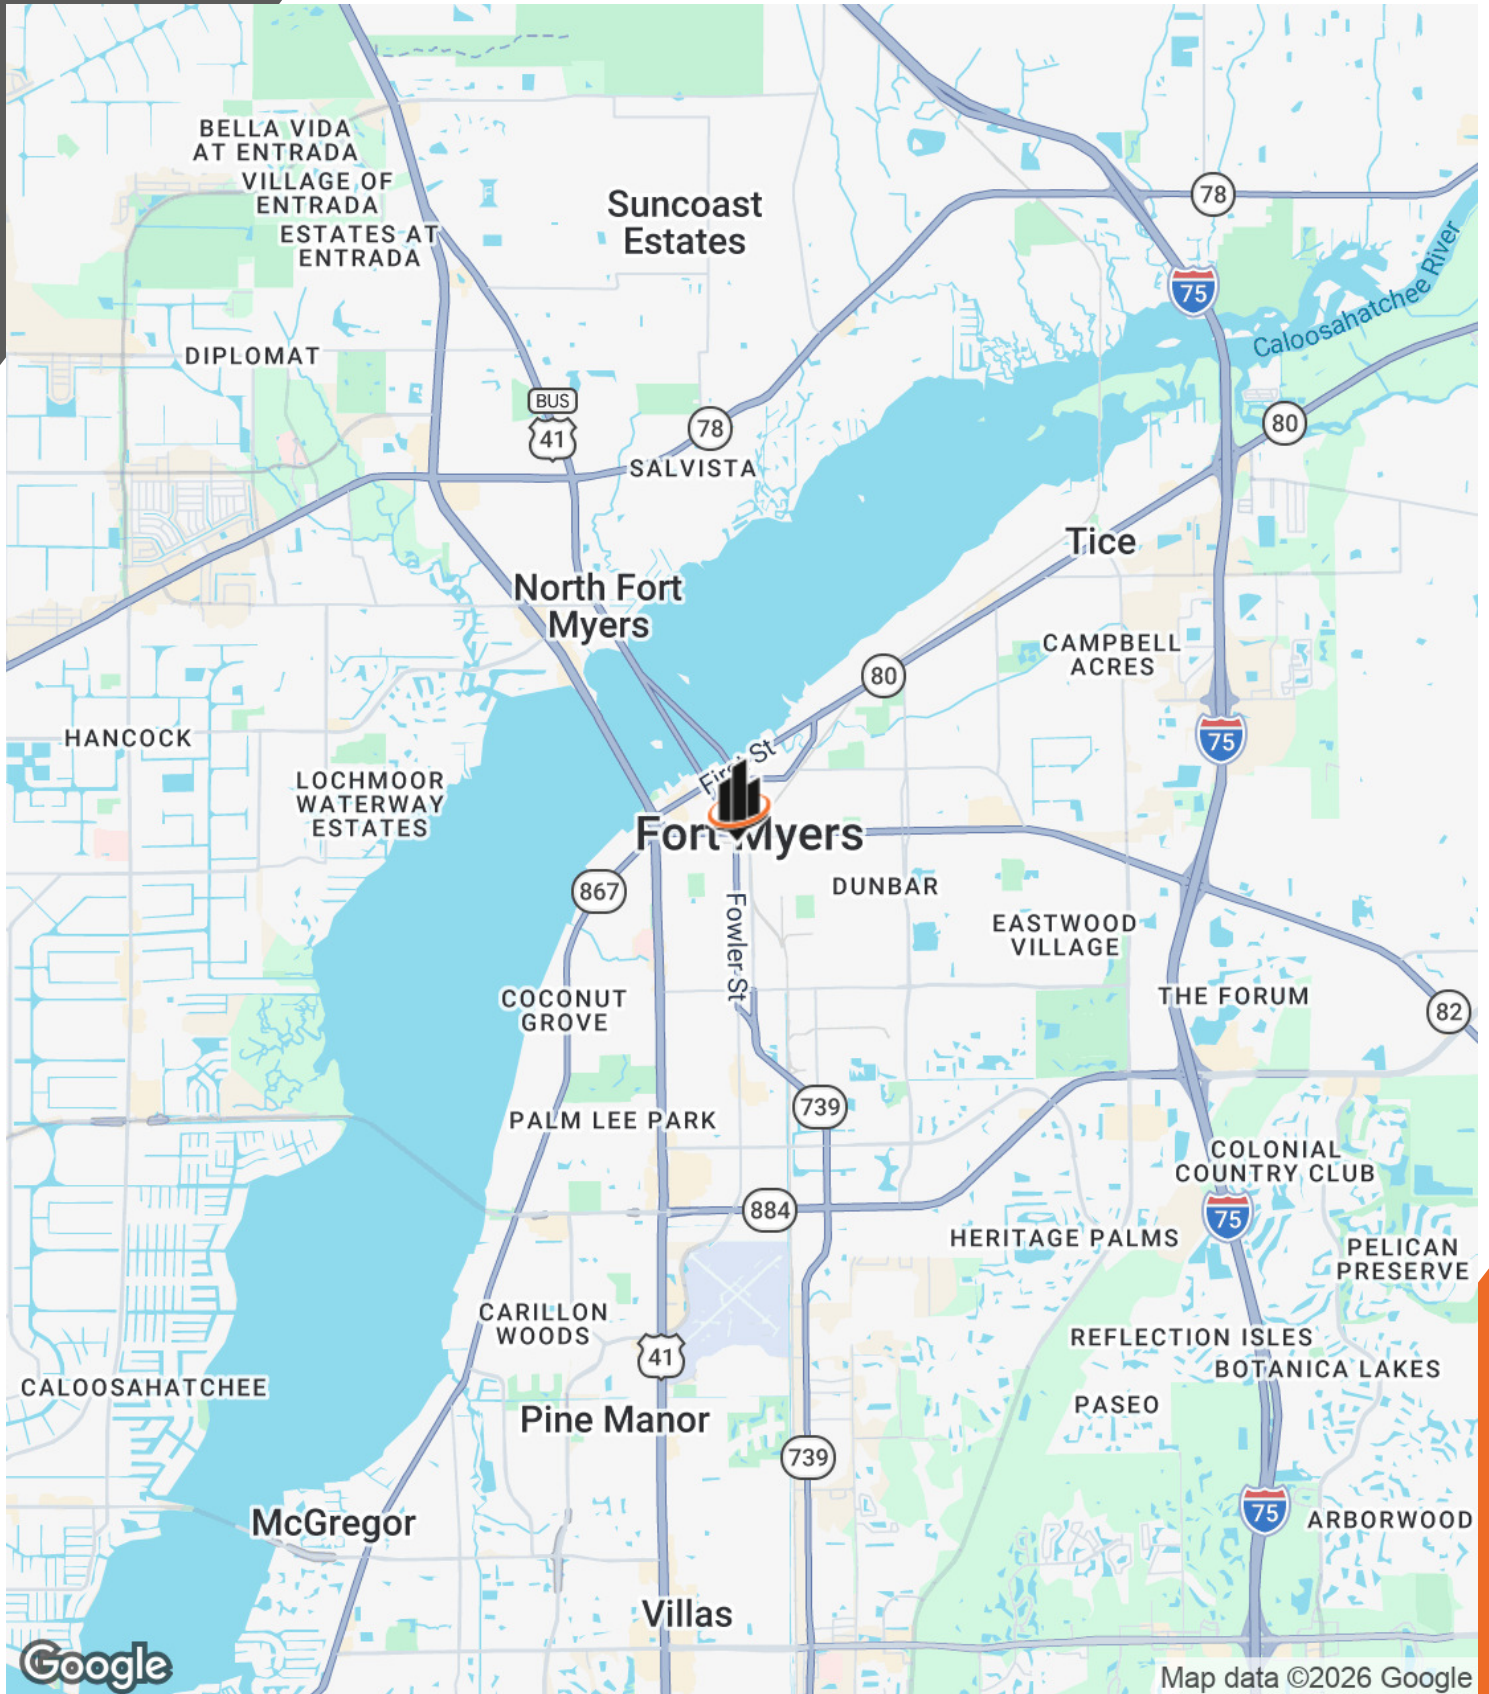 BELLA VIDA
AT ENTRADA
VILLAGE OF
ENTRADA
ESTATES AT
ENTRADA
Suncoast
Estates
78
75
Caloosahatchee River
DIPLOMAT
BUS
41
78
80
SALVISTA
Tice
North Fort
Myers
CAMPBELL
ACRES
80
HANCOCK
75
LOCHMOOR
WATERWAY
ESTATES
First St
Fort Myers
867
DUNBAR
Fowler St
EASTWOOD
VILLAGE
COCONUT
GROVE
THE FORUM
82
739
PALM LEE PARK
COLONIAL
COUNTRY CLUB
884
75
HERITAGE PALMS
PELICAN
PRESERVE
CARILLON
WOODS
41
REFLECTION ISLES
BOTANICA LAKES
CALOOSAHATCHEE
PASEO
Pine Manor
739
75
McGregor
ARBORWOOD
Villas
Google
Map data ©2026 Google